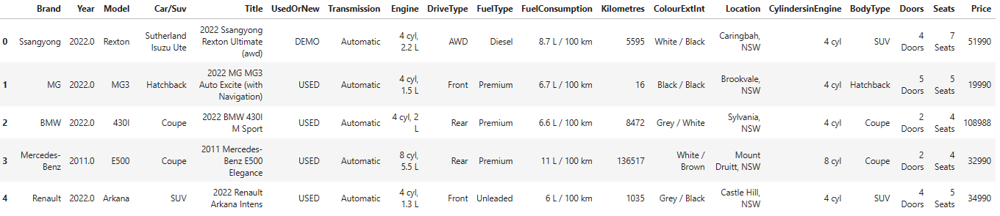 Brand Year Model Car/Suv Title UsedOrNew Transmission Engine DriveType FuelType FuelConsumption Kilometres ColourExtInt Location CylindersinEngine BodyType Doors Seats Price
0 Ssangyong 2022.0 Rexton Sutherland Isuzu Ute 2022 Ssangyong Rexton Ultimate (awd) DEMO Automatic 4 cyl, 2.2 L AWD Diesel 8.7 L / 100 km 5595 White / Black Caringbah, NSW 4 cyl SUV 4 Doors 7 Seats 51990
1 MG 2022.0 MG3 Hatchback 2022 MG MG3 Auto Excite (with Navigation) USED Automatic 4 cyl, 1.5 L Front Premium 6.7 L / 100 km 16 Black / Black Brookvale, NSW 4 cyl Hatchback 5 Doors 5 Seats 19990
2 BMW 2022.0 430I Coupe 2022 BMW 430I M Sport USED Automatic 4 cyl, 2 L Rear Premium 6.6 L / 100 km 8472 Grey / White Sylvania, NSW 4 cyl Coupe 2 Doors 4 Seats 108988
3 Mercedes-Benz 2011.0 E500 Coupe 2011 Mercedes-Benz E500 Elegance USED Automatic 8 cyl, 5.5 L Rear Premium 11 L / 100 km 136517 White / Brown Mount Druitt, NSW 8 cyl Coupe 2 Doors 4 Seats 32990
4 Renault 2022.0 Arkana SUV 2022 Renault Arkana Intens USED Automatic 4 cyl, 1.3 L Front Unleaded 6 L / 100 km 1035 Grey / Black Castle Hill, NSW 4 cyl SUV 4 Doors 5 Seats 34990